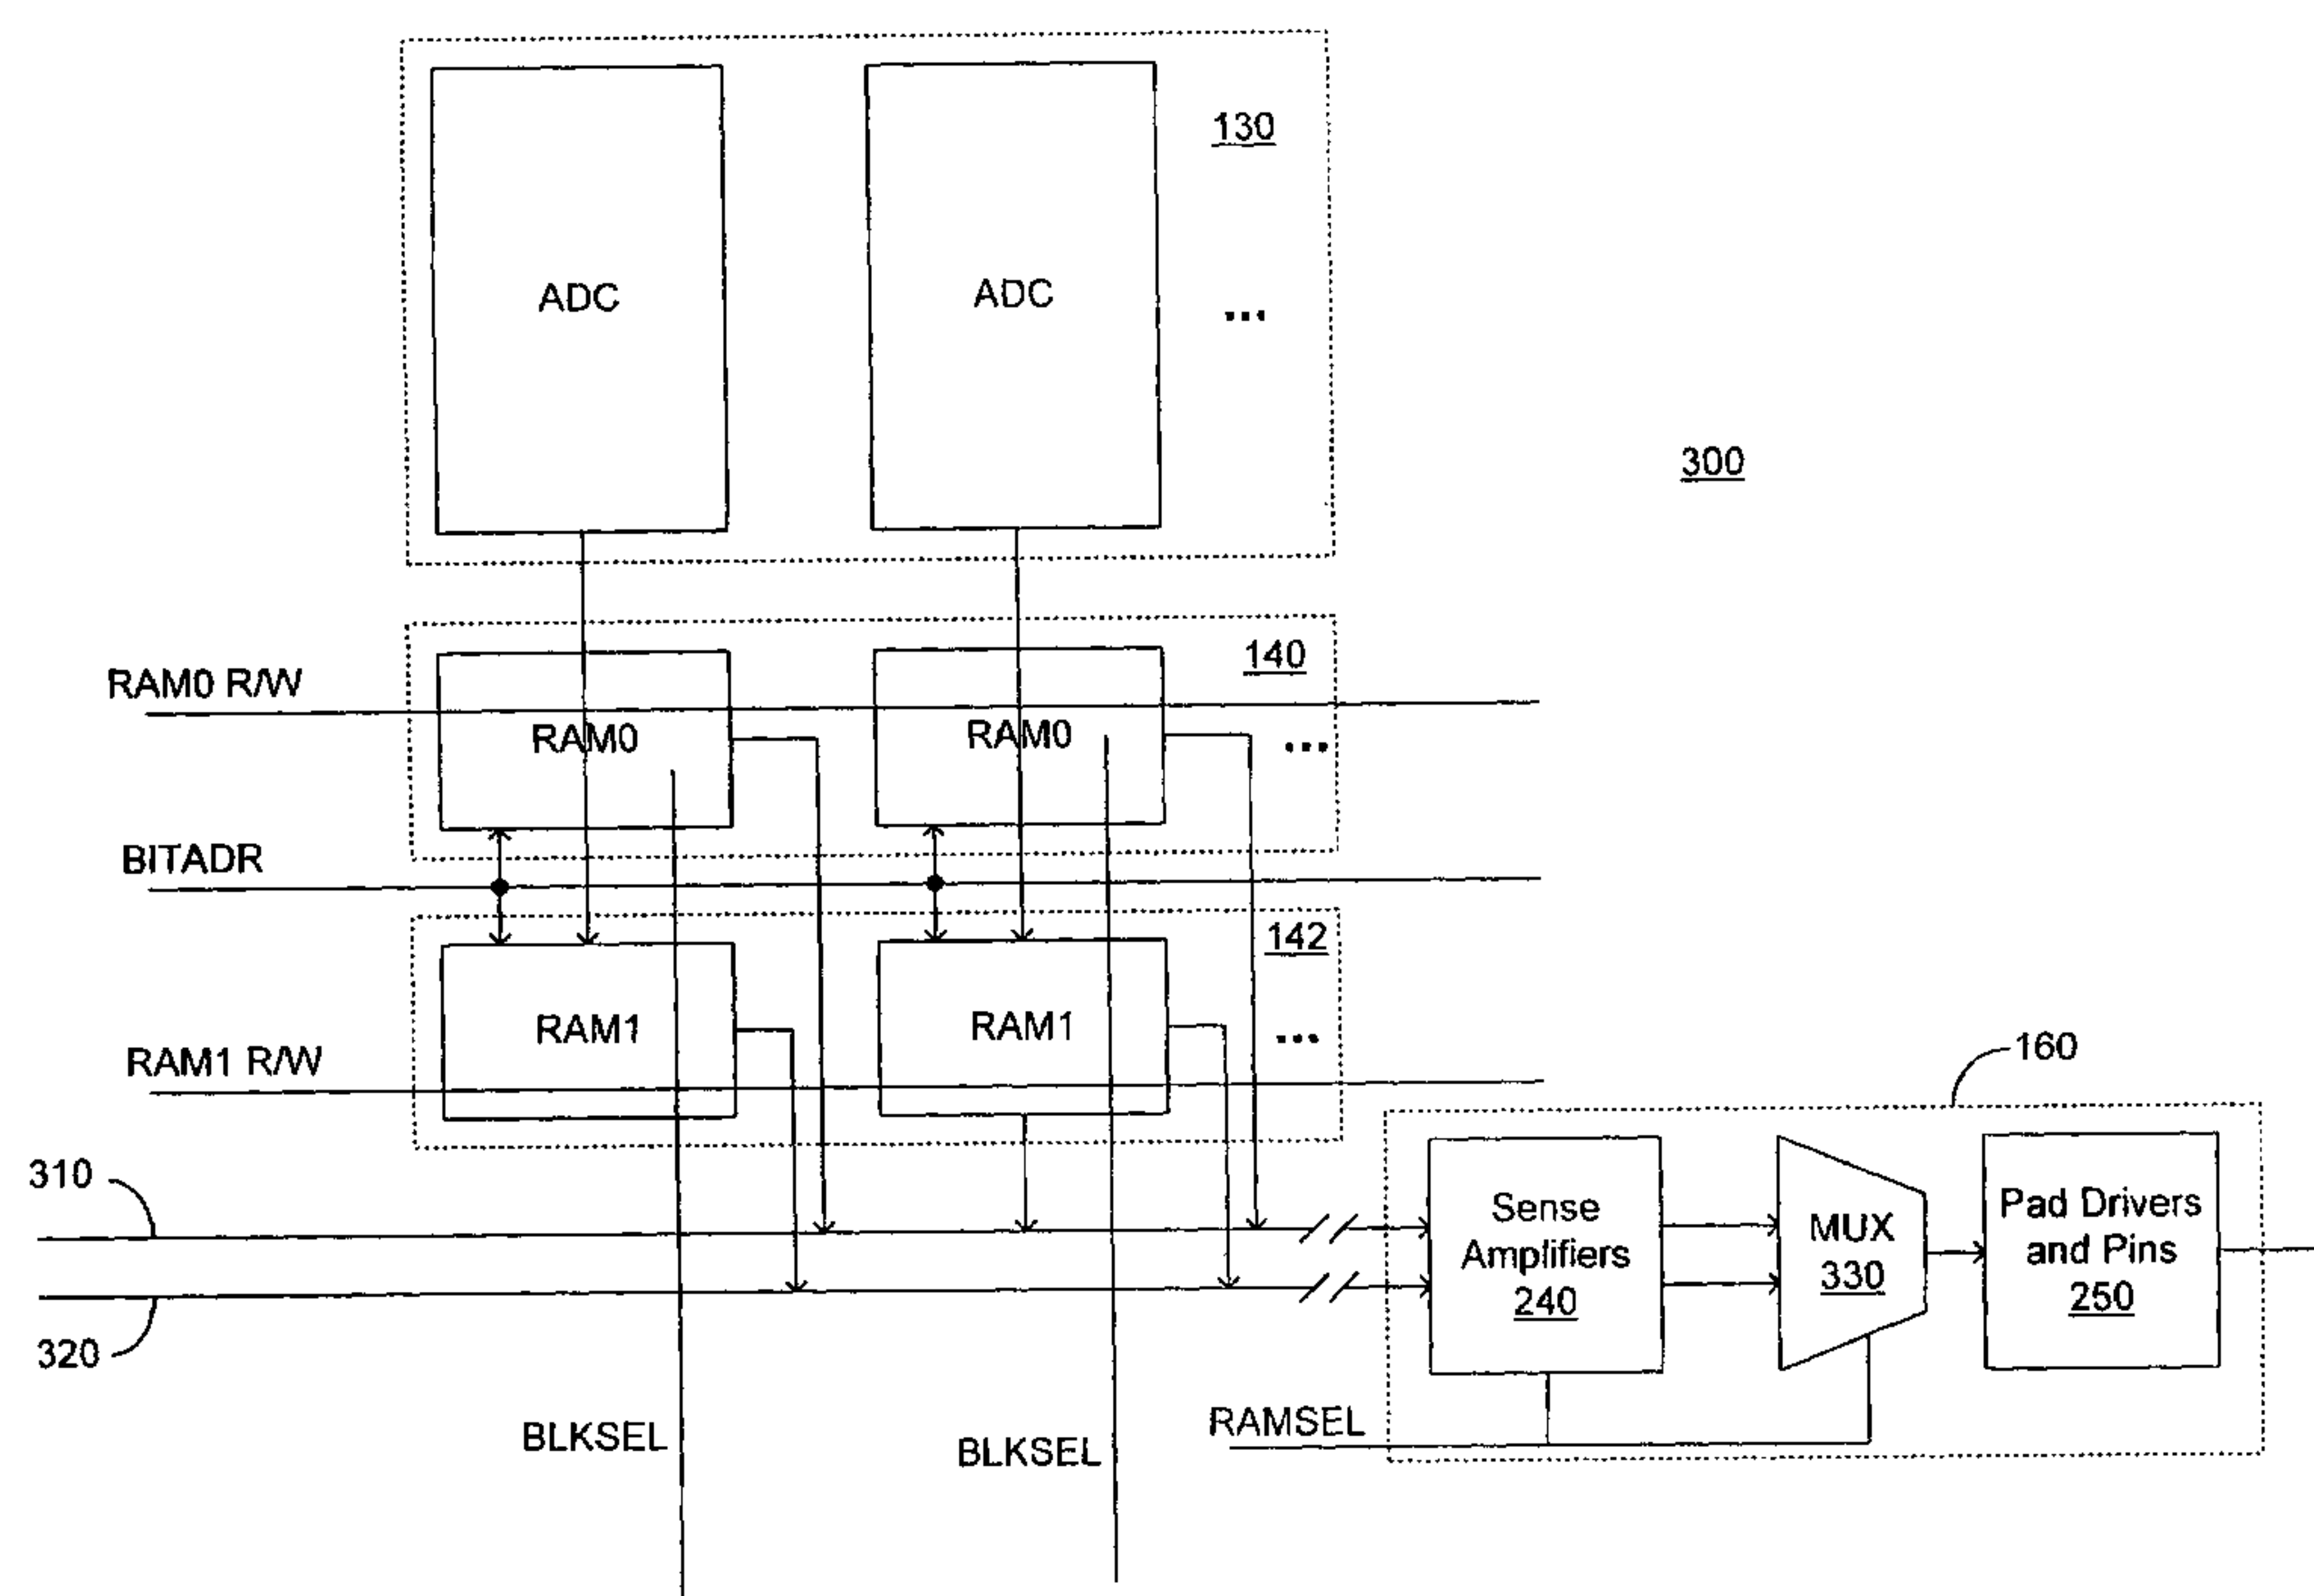 130
ADC
ADC
...
300
140
RAM0 R/W
RAM0
RAM0
...
BITADR
142
RAM1
RAM1
...
RAM1 R/W
160
310
Sense
Amplifiers
240
MUX
330
Pad Drivers
and Pins
250
320
RAMSEL
BLKSEL
BLKSEL